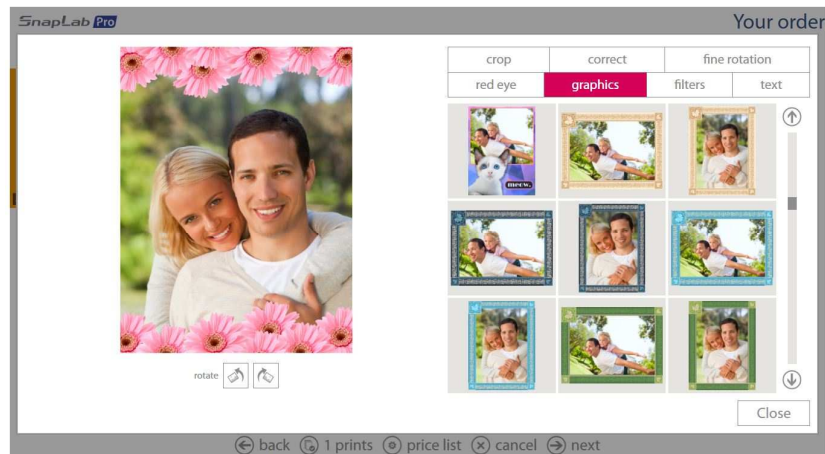 SnapLab Pro
Your order
crop correct fine rotation
red eye graphics filters text
meow.
rotate
Close
back 1 prints price list cancel next